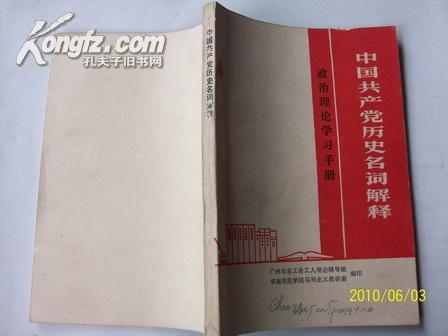 Kongfz.com
孔夫子旧书网
中国共产党历史名词解释
中国共产党历史名词解释
政治理论学习手册
广州市总工会工人理论辅导组
华南师范学院马列主义教研室
编印
2010/06/03